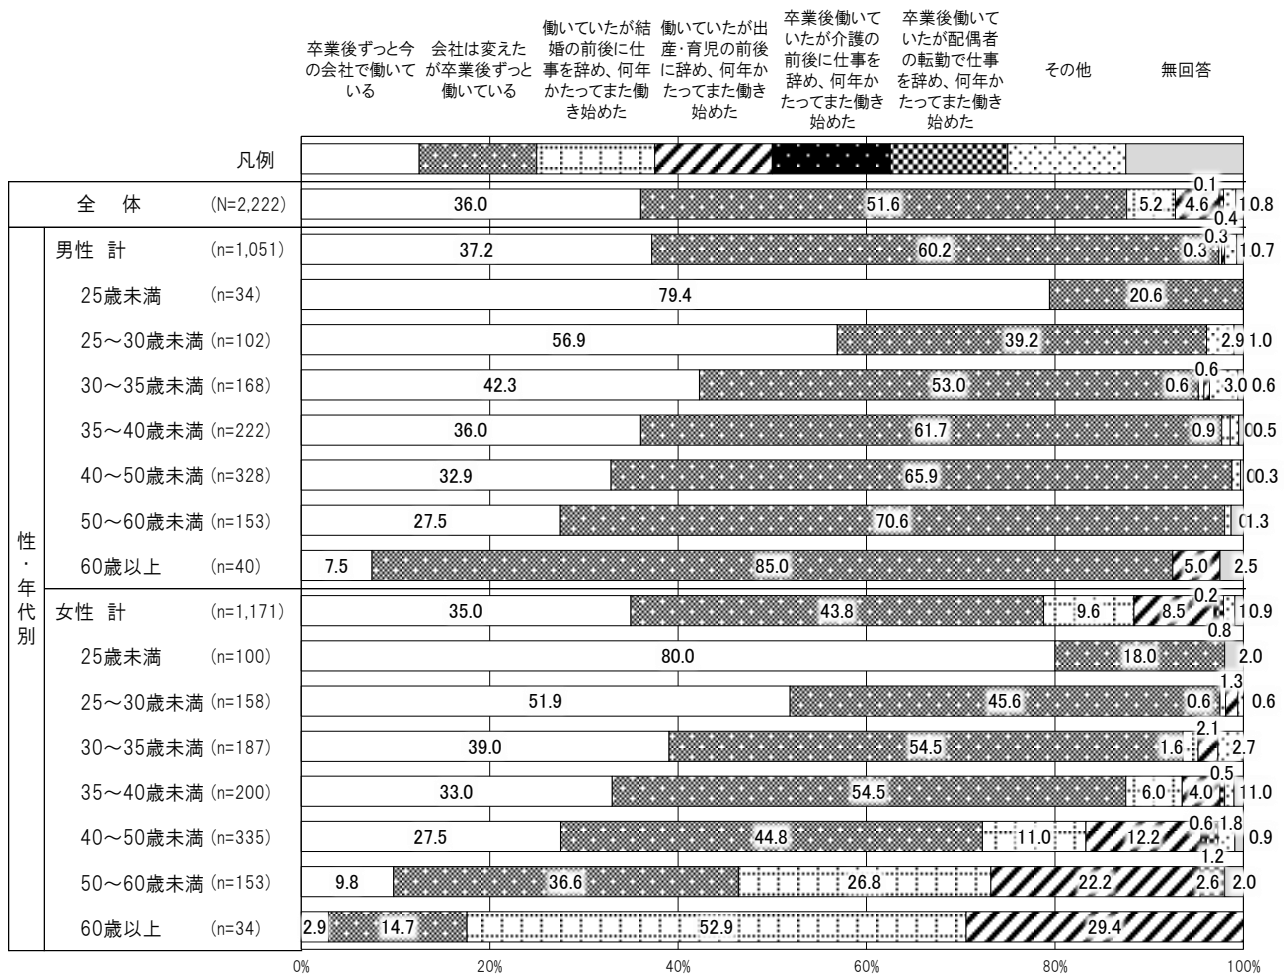 卒業後ずっと今
の会社で働いて
いる
会社は変えた
が卒業後ずっと
働いている
働いていたが結
婚の前後に仕
事を辞め、何年
かたってまた働
き始めた
働いていたが出
産・育児の前後
に辞め、何年か
たってまた働き
始めた
卒業後働いて
いたが介護の
前後に仕事を
辞め、何年か
たってまた働き
始めた
卒業後働いて
いたが配偶者
の転勤で仕事
を辞め、何年か
たってまた働き
始めた
その他
無回答
凡例
全 体 (N=2,222) 36.0 51.6 5.2 4.6 0.1 0.4 0.8
性・年代別
男性 計 (n=1,051) 37.2 60.2 0.3 0.3 0.7
25歳未満 (n=34) 79.4 20.6
25～30歳未満 (n=102) 56.9 39.2 2.9 1.0
30～35歳未満 (n=168) 42.3 53.0 0.6 0.6 3.0 0.6
35～40歳未満 (n=222) 36.0 61.7 0.9 0.5
40～50歳未満 (n=328) 32.9 65.9 0.3
50～60歳未満 (n=153) 27.5 70.6 1.3
60歳以上 (n=40) 7.5 85.0 5.0 2.5
女性 計 (n=1,171) 35.0 43.8 9.6 8.5 0.2 0.8 0.9
25歳未満 (n=100) 80.0 18.0 2.0
25～30歳未満 (n=158) 51.9 45.6 0.6 1.3 0.6
30～35歳未満 (n=187) 39.0 54.5 1.6 2.1 2.7
35～40歳未満 (n=200) 33.0 54.5 6.0 4.0 0.5 1.0
40～50歳未満 (n=335) 27.5 44.8 11.0 12.2 0.6 1.2 1.8 0.9
50～60歳未満 (n=153) 9.8 36.6 26.8 22.2 2.6 2.0
60歳以上 (n=34) 2.9 14.7 52.9 29.4
0% 20% 40% 60% 80% 100%